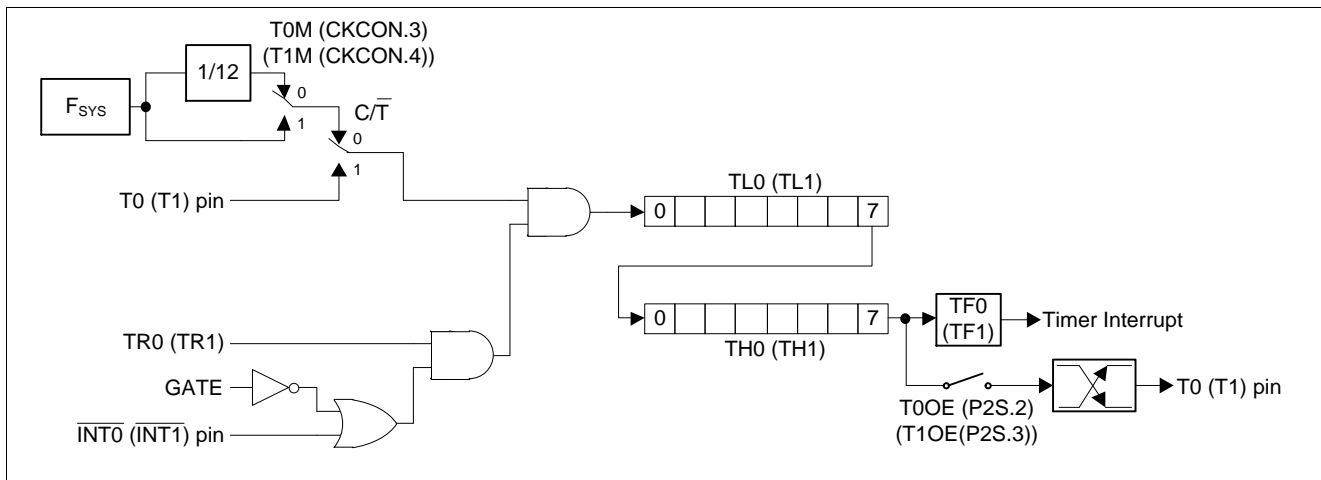 T0M (CKCON.3)
(T1M (CKCON.4))
1/12
FSYS
0
1
C/T̅
0
1
T0 (T1) pin
TL0 (TL1)
0
7
0
7
TH0 (TH1)
TF0
(TF1)
Timer Interrupt
TR0 (TR1)
GATE
I̅N̅T̅0̅ (I̅N̅T̅1̅) pin
T0OE (P2S.2)
(T1OE(P2S.3))
T0 (T1) pin